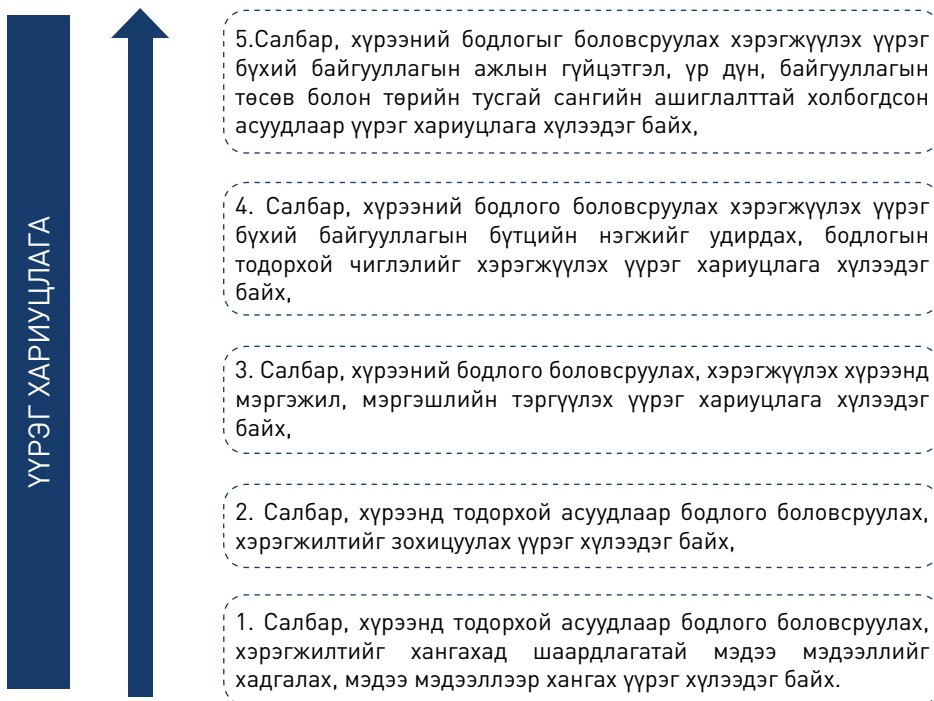 ҮҮРЭГ ХАРИУЦЛАГА
5.Салбар, хүрээний бодлогыг боловсруулах хэрэгжүүлэх үүрэг
бүхий байгууллагын ажлын гүйцэтгэл, үр дүн, байгууллагын
төсөв болон төрийн тусгай сангийн ашиглалттай холбогдсон
асуудлаар үүрэг хариуцлага хүлээдэг байх,
4. Салбар, хүрээний бодлого боловсруулах хэрэгжүүлэх үүрэг
бүхий байгууллагын бүтцийн нэгжийг удирдах, бодлогын
тодорхой чиглэлийг хэрэгжүүлэх үүрэг хариуцлага хүлээдэг
байх,
3. Салбар, хүрээний бодлого боловсруулах, хэрэгжүүлэх хүрээнд
мэргэжил, мэргэшлийн тэргүүлэх үүрэг хариуцлага хүлээдэг
байх,
2. Салбар, хүрээнд тодорхой асуудлаар бодлого боловсруулах,
хэрэгжилтийг зохицуулах үүрэг хүлээдэг байх,
1. Салбар, хүрээнд тодорхой асуудлаар бодлого боловсруулах,
хэрэгжилтийг хангахад шаардлагатай мэдээ мэдээллийг
хадгалах, мэдээ мэдээллээр хангах үүрэг хүлээдэг байх.